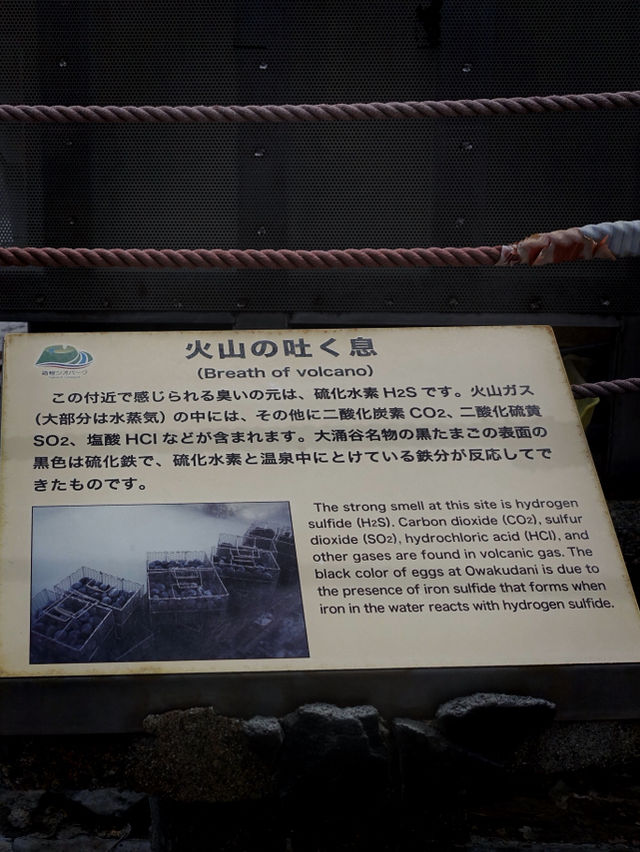 火山の吐く息
(Breath of volcano)
箱根ジオパーク
この付近で感じられる臭いの元は、硫化水素 H2S です。火山ガス
（大部分は水蒸気）の中には、その他に二酸化炭素 CO2、二酸化硫黄
SO2、塩酸 HCl などが含まれます。大涌谷名物の黒たまごの表面の
黒色は硫化鉄で、硫化水素と温泉中にとけている鉄分が反応してで
きたものです。
The strong smell at this site is hydrogen
sulfide (H2S). Carbon dioxide (CO2), sulfur
dioxide (SO2), hydrochloric acid (HCl), and
other gases are found in volcanic gas. The
black color of eggs at Owakudani is due to
the presence of iron sulfide that forms when
iron in the water reacts with hydrogen sulfide.